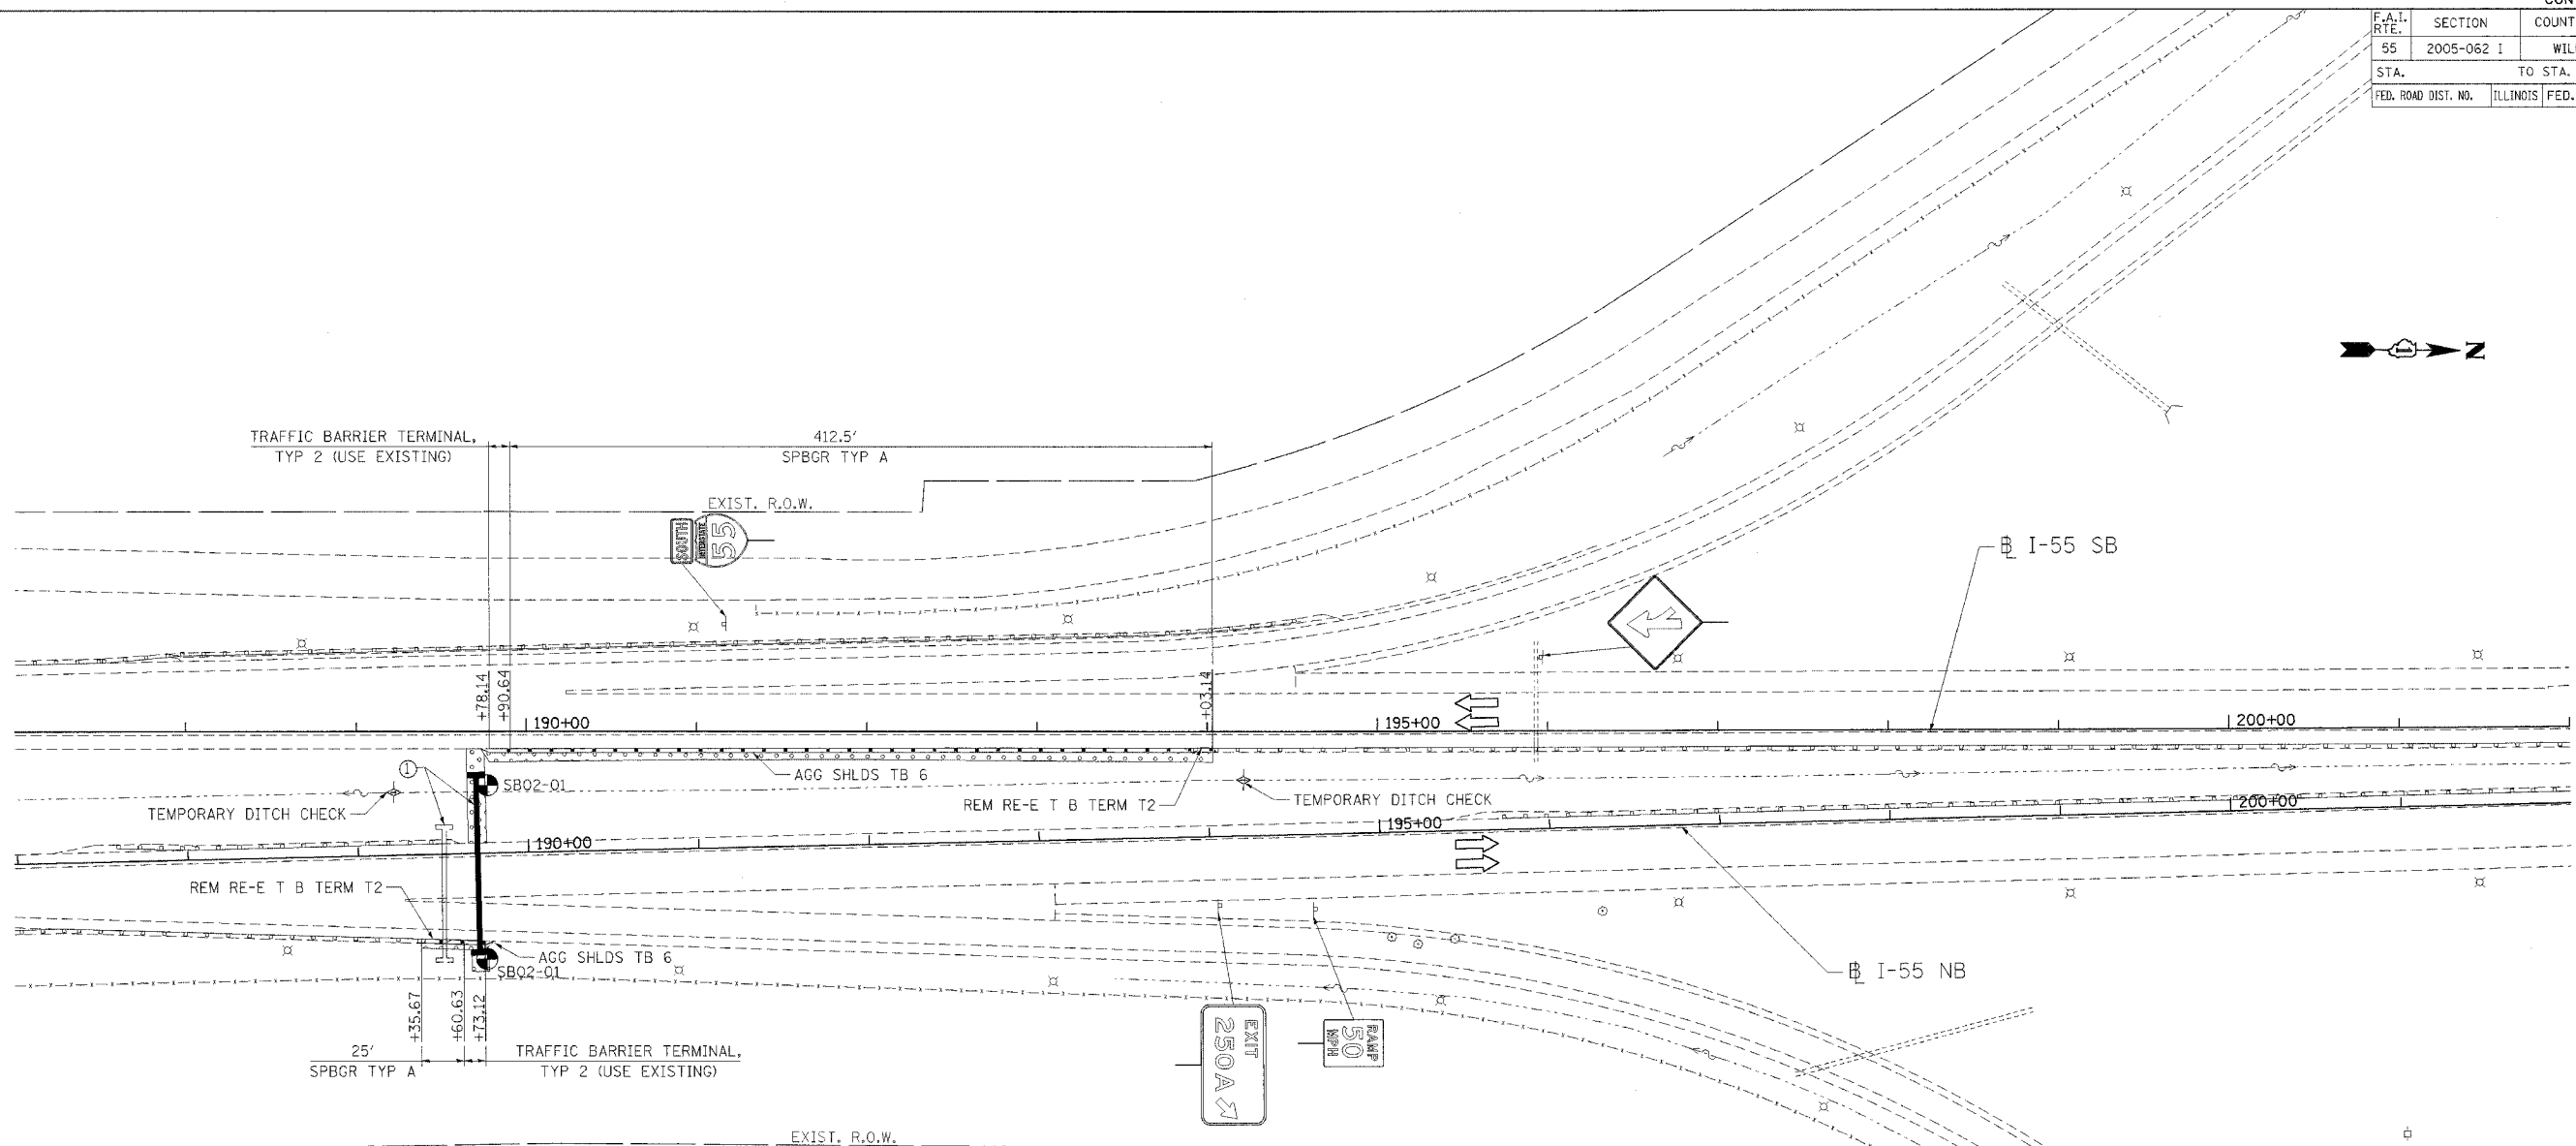 F.A.I. RTE. SECTION
55 2005-062 I
STA. TO STA.
FED. ROAD DIST. NO. ILLINOIS FED.
N
TRAFFIC BARRIER TERMINAL,
TYP 2 (USE EXISTING)
412.5'
SPBGR TYP A
EXIST. R.O.W.
SOUTH
INTERSTATE
55
I-55 SB
+78.14
+90.64
+03.14
190+00
195+00
200+00
1
SB02-01
AGG SHLDS TB 6
TEMPORARY DITCH CHECK
REM RE-E T B TERM T2
TEMPORARY DITCH CHECK
190+00
195+00
200+00
REM RE-E T B TERM T2
AGG SHLDS TB 6
SB02-01
I-55 NB
+35.67
+60.63
+73.12
25'
SPBGR TYP A
TRAFFIC BARRIER TERMINAL,
TYP 2 (USE EXISTING)
EXIT
250A
RAMP
50
MPH
EXIST. R.O.W.